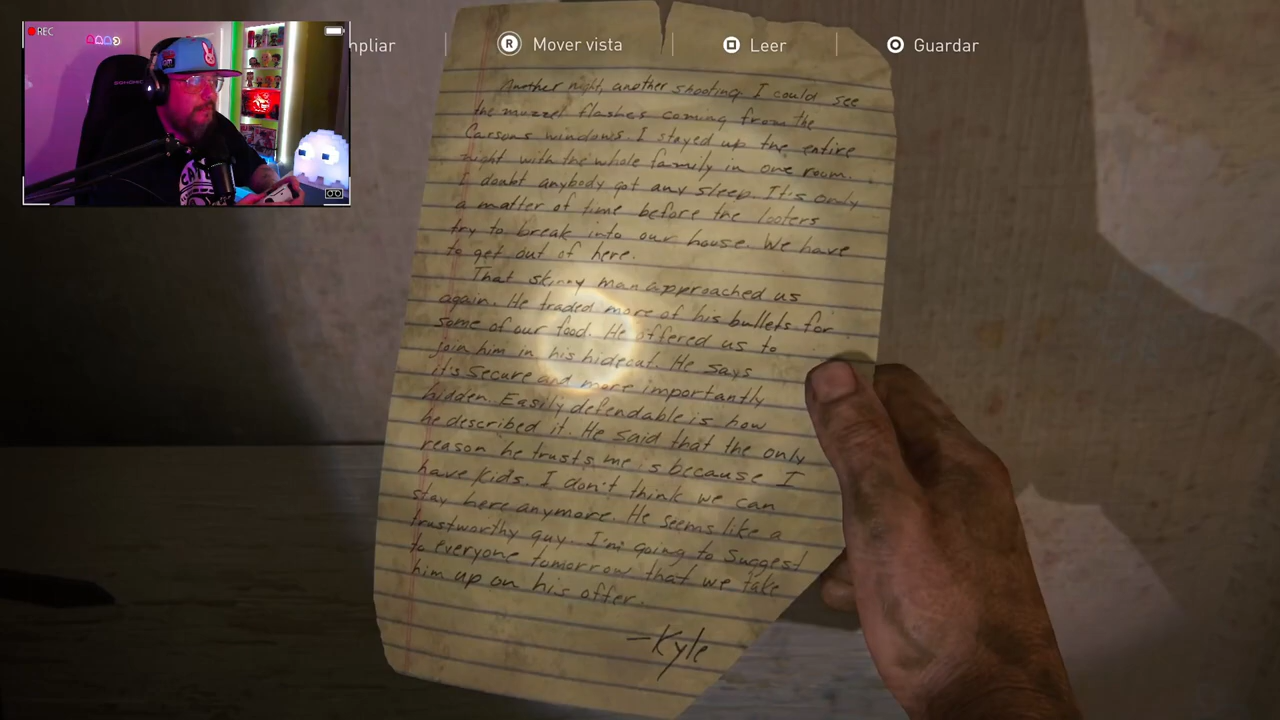 REC
mpliar
R Mover vista
Leer
Guardar
Another night, another shooting. I could see
the muzzel flashes coming from the
Carsons windows. I stayed up the entire
night with the whole family in one room.
I doubt anybody got any sleep. It's only
a matter of time before the looters
try to break into our house. We have
to get out of here.
That skinny man approached us
again. He traded more of his bullets for
some of our food. He offered us to
join him in his hideout. He says
it's secure and more importantly
hidden. Easily defendable is how
he described it. He said that the only
reason he trusts me is because I
have kids. I don't think we can
stay here anymore. He seems like a
trustworthy guy. I'm going to suggest
to everyone tomorrow that we take
him up on his offer.
-Kyle